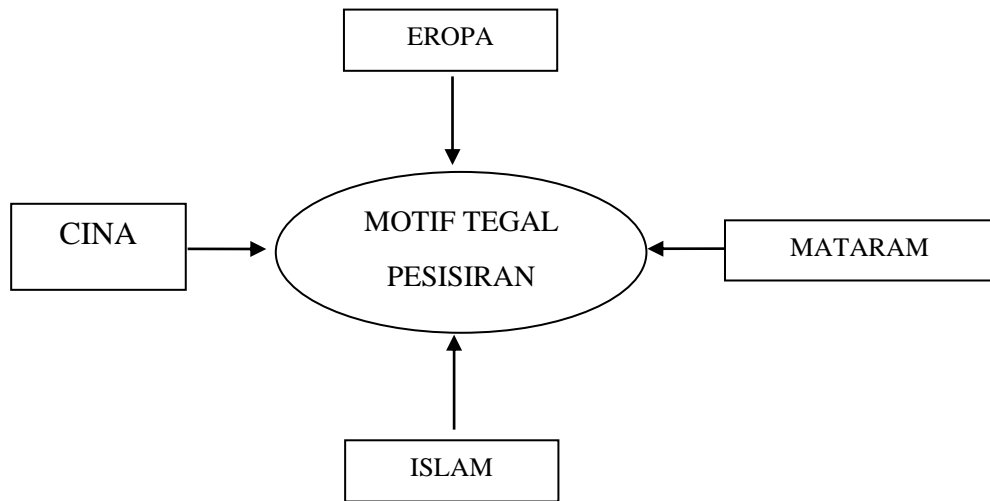 EROPA
CINA
MOTIF TEGAL
PESISIRAN
MATARAM
ISLAM